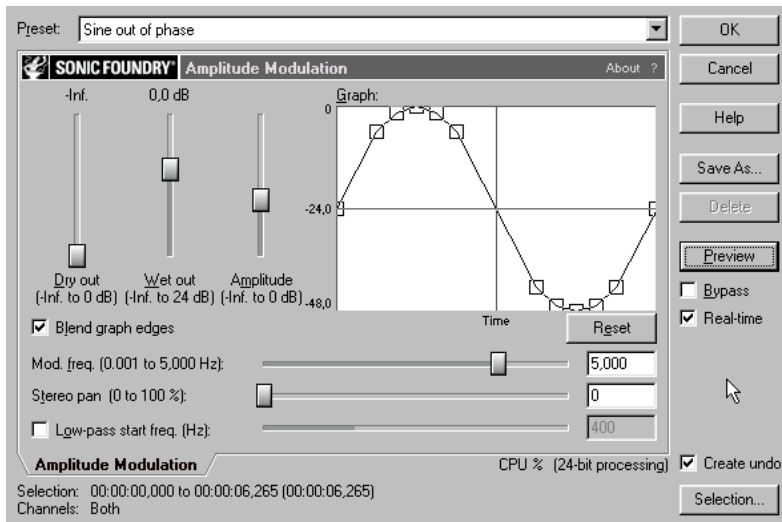 Preset: Sine out of phase
OK
SONIC FOUNDRY® Amplitude Modulation About ?
Cancel
-Inf. 0,0 dB Graph:
0
Help
Save As...
-24,0
Delete
Preview
Dry out Wet out Amplitude
(-Inf. to 0 dB) (-Inf. to 24 dB) (-Inf. to 0 dB)
-48,0
Bypass
Blend graph edges
Time
Reset
Real-time
Mod. freq. (0.001 to 5,000 Hz): 5,000
Stereo pan (0 to 100 %): 0
Low-pass start freq. (Hz): 400
Amplitude Modulation
CPU % (24-bit processing)
Create undo
Selection: 00:00:00,000 to 00:00:06,265 (00:00:06,265)
Channels: Both
Selection...